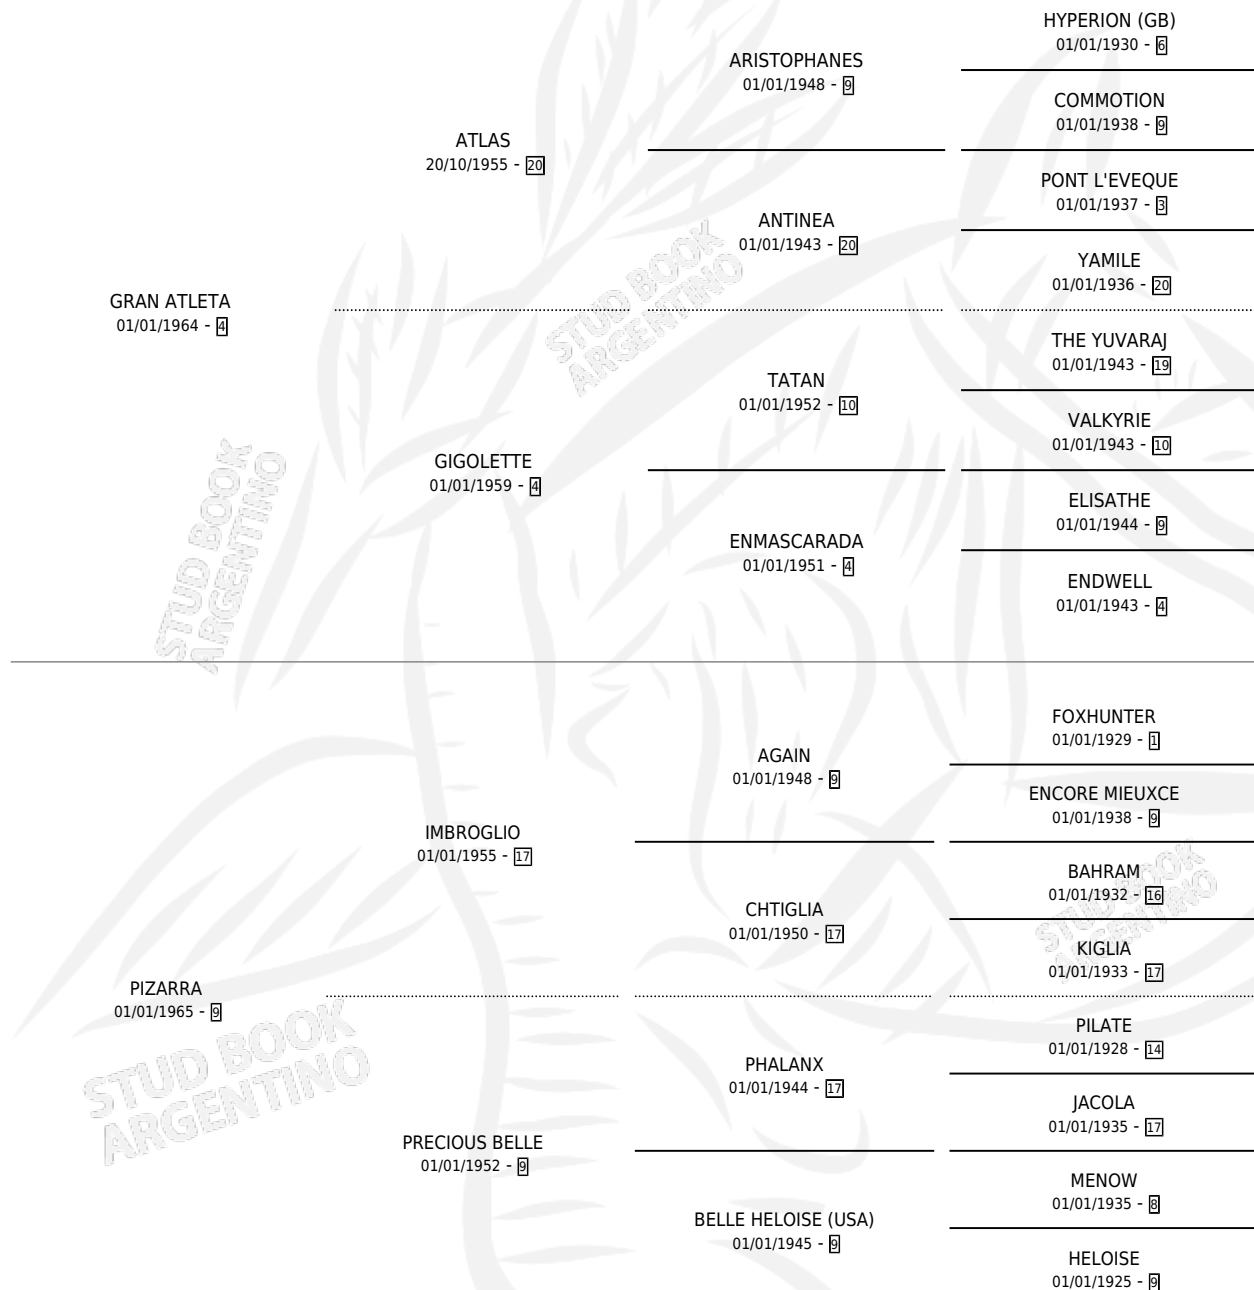 HYPERION (GB)
01/01/1930 - 6
ARISTOPHANES
01/01/1948 - 9
COMMOTION
01/01/1938 - 9
ATLAS
20/10/1955 - 20
PONT L'EVEQUE
01/01/1937 - 3
ANTINEA
01/01/1943 - 20
YAMILE
01/01/1936 - 20
GRAN ATLETA
01/01/1964 - 4
THE YUVARAJ
01/01/1943 - 19
TATAN
01/01/1952 - 10
VALKYRIE
01/01/1943 - 10
GIGOLETTE
01/01/1959 - 4
ELISATHE
01/01/1944 - 9
ENMASCARADA
01/01/1951 - 4
ENDWELL
01/01/1943 - 4
FOXHUNTER
01/01/1929 - 1
AGAIN
01/01/1948 - 9
ENCORE MIEUXCE
01/01/1938 - 9
IMBROGLIO
01/01/1955 - 17
BAHRAM
01/01/1932 - 16
CHTIGLIA
01/01/1950 - 17
KIGLIA
01/01/1933 - 17
PIZARRA
01/01/1965 - 9
PILATE
01/01/1928 - 14
PHALANX
01/01/1944 - 17
JACOLA
01/01/1935 - 17
PRECIOUS BELLE
01/01/1952 - 9
MENOW
01/01/1935 - 8
BELLE HELOISE (USA)
01/01/1945 - 9
HELOISE
01/01/1925 - 9
STUD BOOK
ARGENTINO
STUD BOOK
ARGENTINO
STUD BOOK
ARGENTINO
STUD BOOK
ARGENTINO